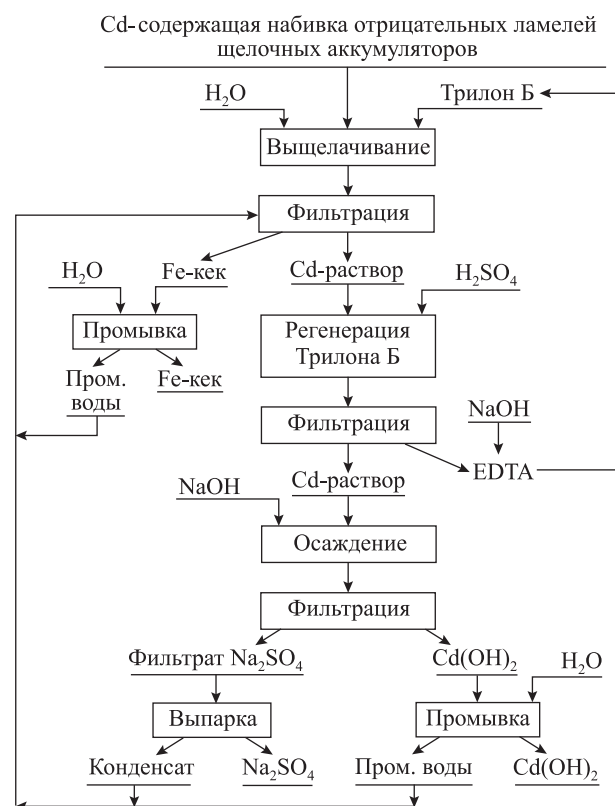 Cd-содержащая набивка отрицательных ламелей
щелочных аккумуляторов
H₂O
Трилон Б
Выщелачивание
Фильтрация
H₂O
Fe-кек
Cd-раствор
H₂SO₄
Промывка
Регенерация
Трилона Б
Пром.
воды
Fe-кек
Фильтрация
NaOH
NaOH
Cd-раствор
EDTA
Осаждение
Фильтрация
Фильтрат Na₂SO₄
Cd(OH)₂
H₂O
Выпарка
Промывка
Конденсат
Na₂SO₄
Пром. воды
Cd(OH)₂